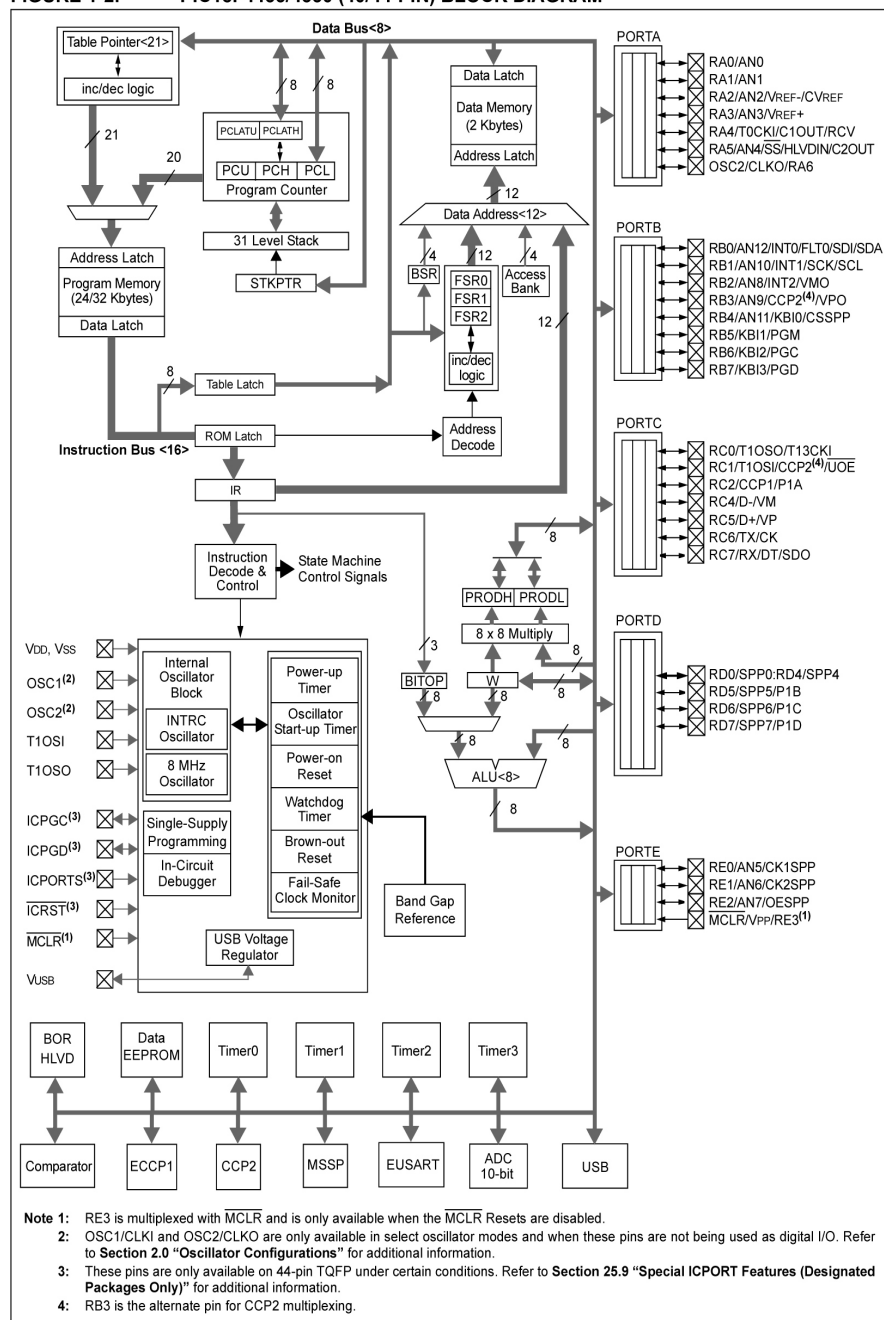 Data Bus<8>
Table Pointer<21>
inc/dec logic
21
20
8
8
PCLATU PCLATH
PCU PCH PCL
Program Counter
31 Level Stack
STKPTR
Address Latch
Program Memory
(24/32 Kbytes)
Data Latch
8
Table Latch
Instruction Bus <16>
ROM Latch
IR
Data Latch
Data Memory
(2 Kbytes)
Address Latch
12
Data Address<12>
4
12
4
BSR
FSR0
FSR1
FSR2
inc/dec
logic
Access
Bank
12
Address
Decode
Instruction
Decode &
Control
State Machine
Control Signals
8
PRODH PRODL
8 x 8 Multiply
3
8
BITOP
W
8
8
8
8
8
ALU<8>
8
VDD, VSS
OSC1(2)
OSC2(2)
T1OSI
T1OSO
ICPGC(3)
ICPGD(3)
ICPORTS(3)
ICRST(3)
MCLR(1)
VUSB
Internal
Oscillator
Block
INTRC
Oscillator
8 MHz
Oscillator
Single-Supply
Programming
In-Circuit
Debugger
Power-up
Timer
Oscillator
Start-up Timer
Power-on
Reset
Watchdog
Timer
Brown-out
Reset
Fail-Safe
Clock Monitor
USB Voltage
Regulator
Band Gap
Reference
PORTA
RA0/AN0
RA1/AN1
RA2/AN2/VREF-/CVREF
RA3/AN3/VREF+
RA4/T0CKI/C1OUT/RCV
RA5/AN4/SS/HLVDIN/C2OUT
OSC2/CLKO/RA6
PORTB
RB0/AN12/INT0/FLT0/SDI/SDA
RB1/AN10/INT1/SCK/SCL
RB2/AN8/INT2/VMO
RB3/AN9/CCP2(4)/VPO
RB4/AN11/KBI0/CSSPP
RB5/KBI1/PGM
RB6/KBI2/PGC
RB7/KBI3/PGD
PORTC
RC0/T1OSO/T13CKI
RC1/T1OSI/CCP2(4)/UOE
RC2/CCP1/P1A
RC4/D-/VM
RC5/D+/VP
RC6/TX/CK
RC7/RX/DT/SDO
PORTD
RD0/SPP0:RD4/SPP4
RD5/SPP5/P1B
RD6/SPP6/P1C
RD7/SPP7/P1D
PORTE
RE0/AN5/CK1SPP
RE1/AN6/CK2SPP
RE2/AN7/OESPP
MCLR/VPP/RE3(1)
BOR
HLVD
Data
EEPROM
Timer0
Timer1
Timer2
Timer3
Comparator
ECCP1
CCP2
MSSP
EUSART
ADC
10-bit
USB
Note 1: RE3 is multiplexed with MCLR and is only available when the MCLR Resets are disabled.
2: OSC1/CLKI and OSC2/CLKO are only available in select oscillator modes and when these pins are not being used as digital I/O. Refer
to Section 2.0 “Oscillator Configurations” for additional information.
3: These pins are only available on 44-pin TQFP under certain conditions. Refer to Section 25.9 “Special ICPORT Features (Designated
Packages Only)” for additional information.
4: RB3 is the alternate pin for CCP2 multiplexing.